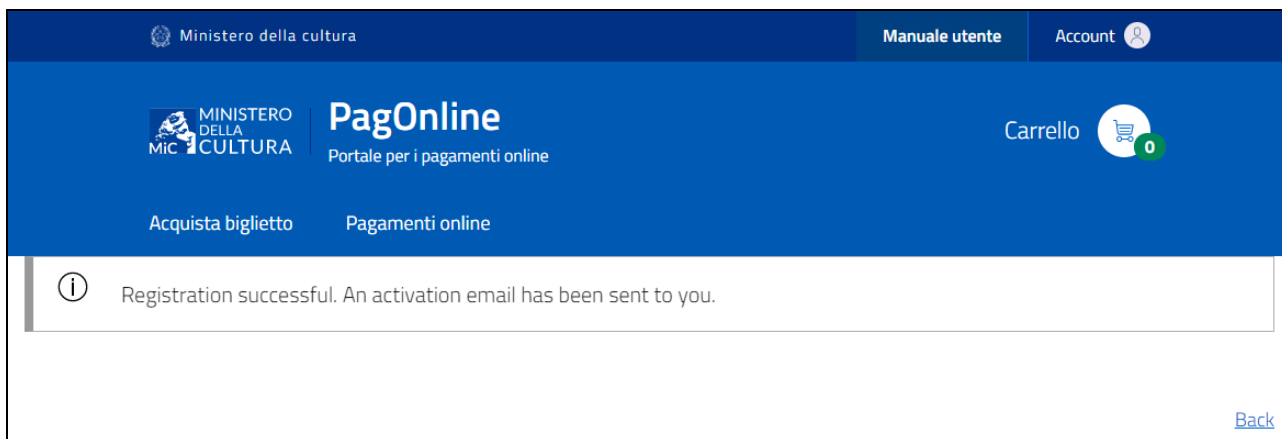 Ministero della cultura
Manuale utente
Account
MiC
MINISTERO
DELLA
CULTURA
PagOnline
Portale per i pagamenti online
Carrello
0
Acquista biglietto
Pagamenti online
Registration successful. An activation email has been sent to you.
Back